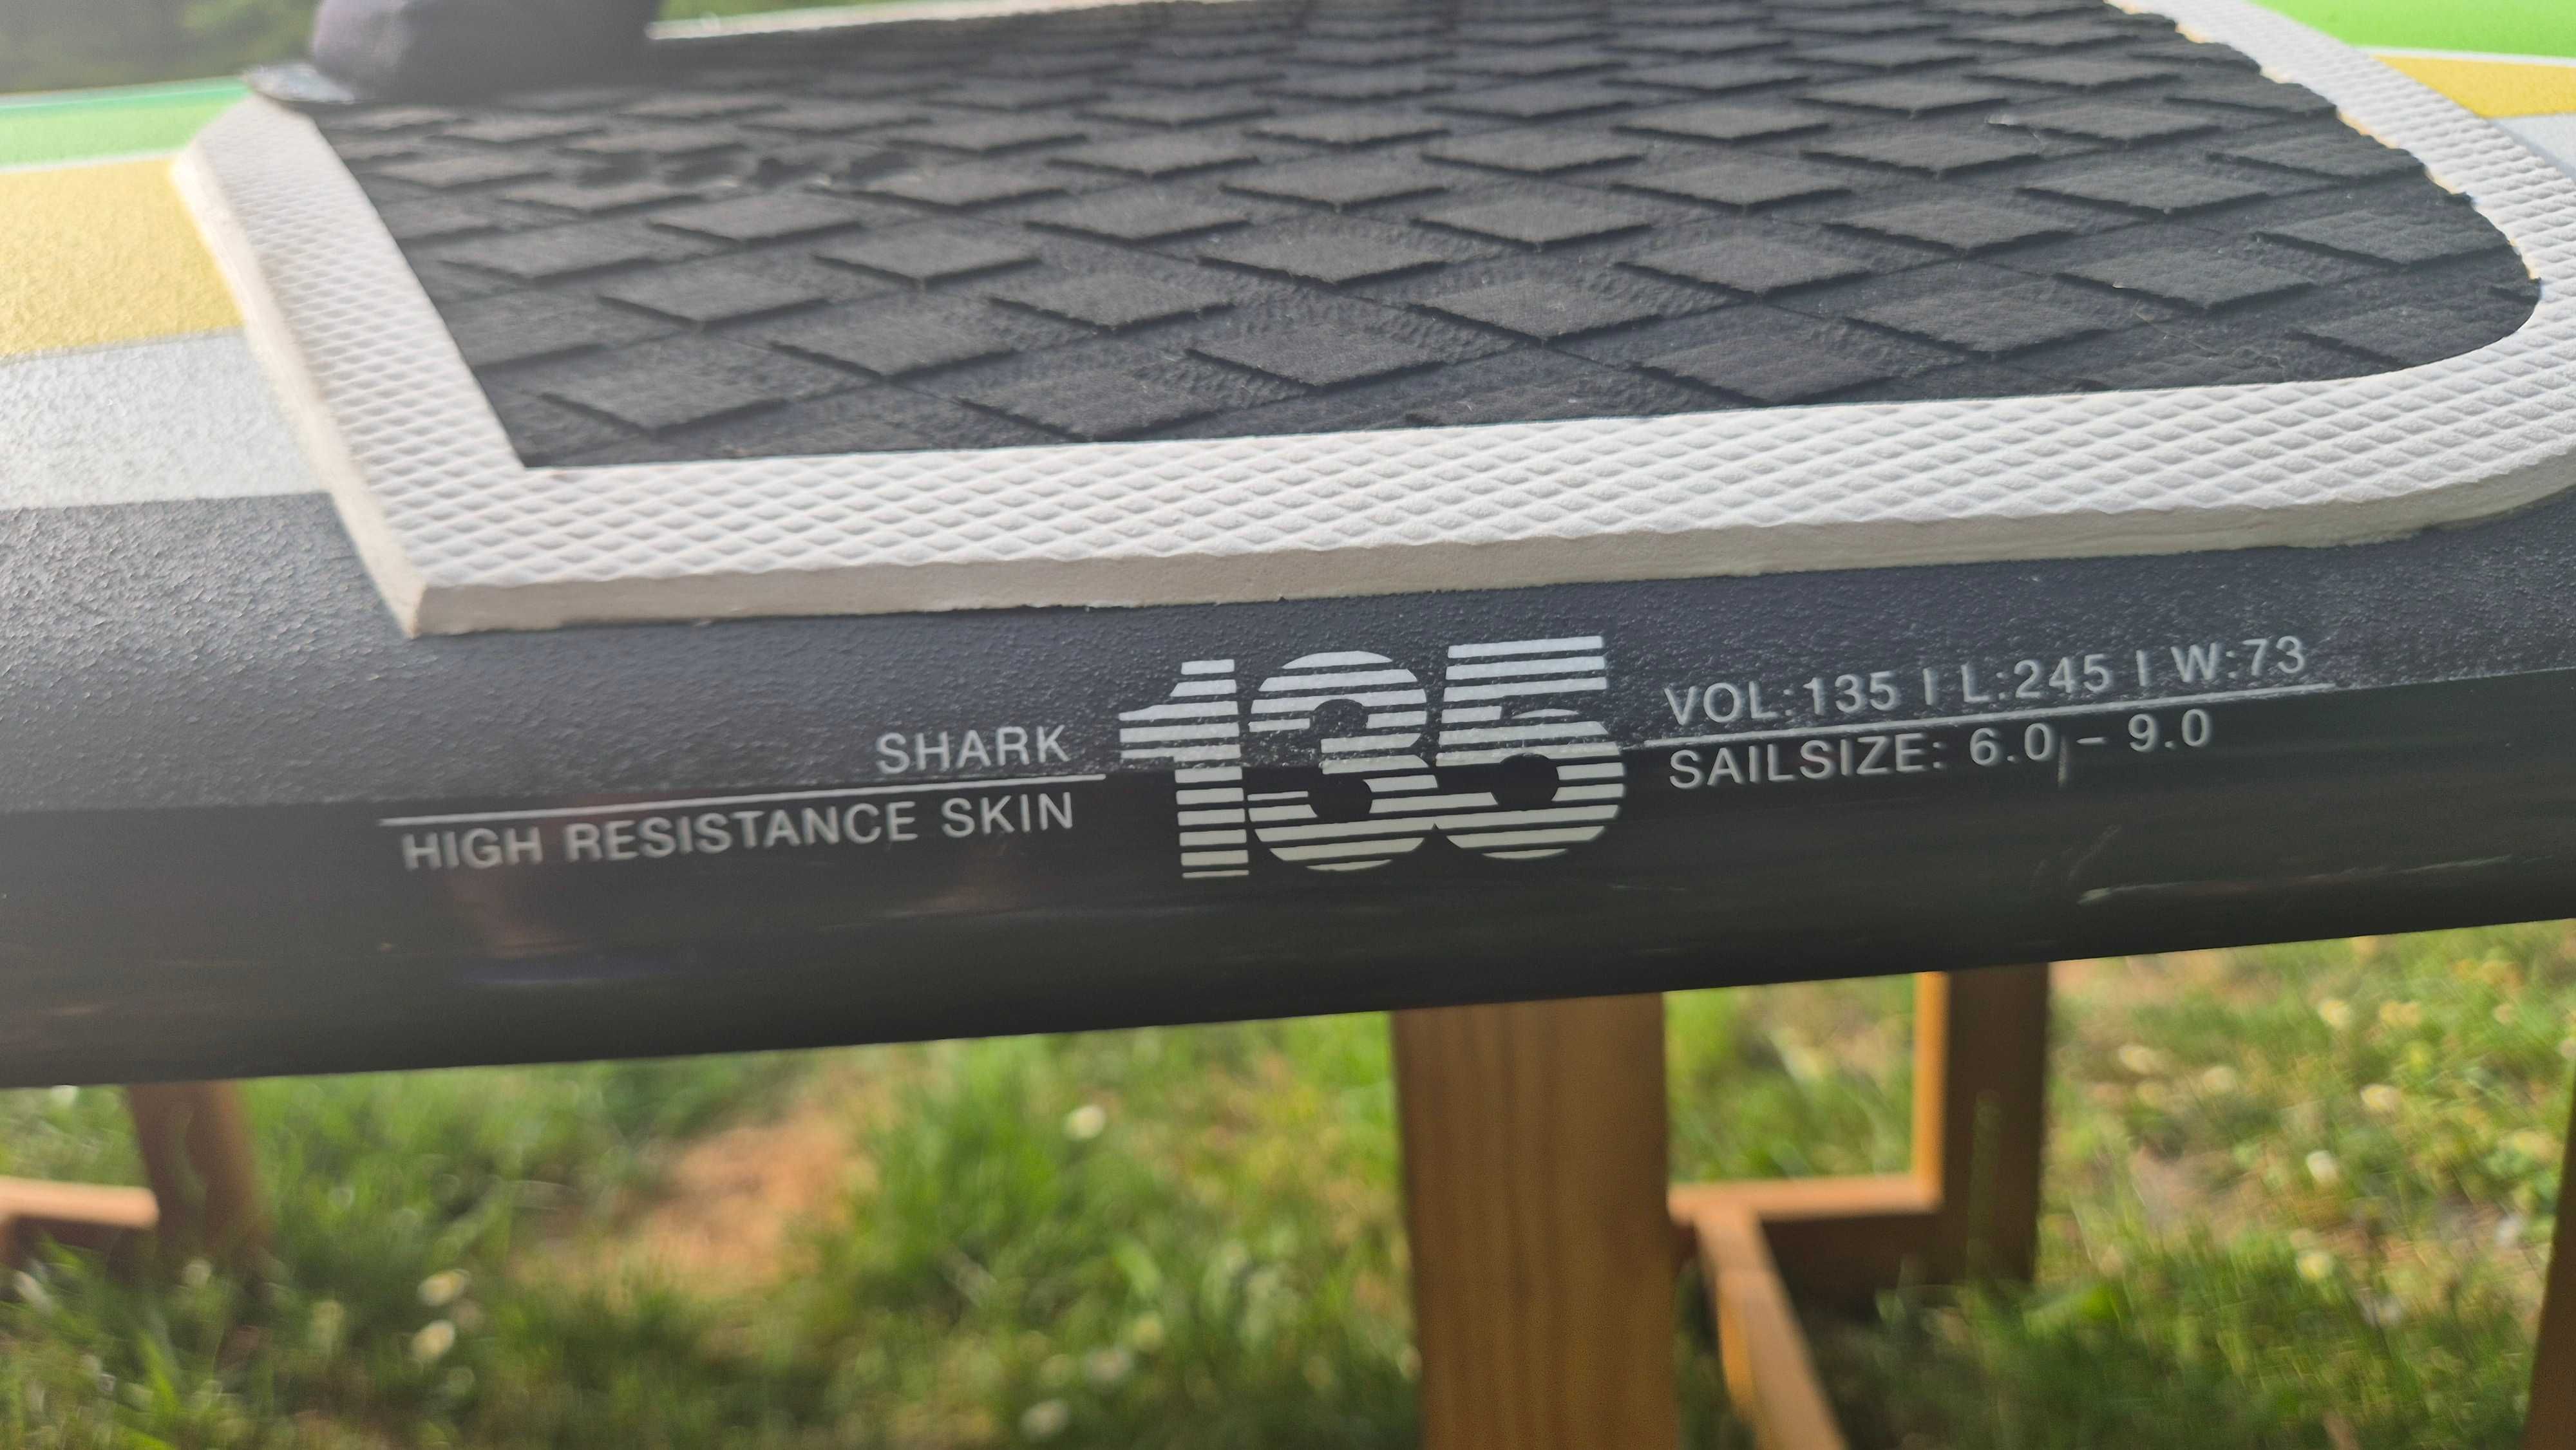 SHARK
HIGH RESISTANCE SKIN
135
VOL:135 I L:245 I W:73
SAILSIZE: 6.0 - 9.0